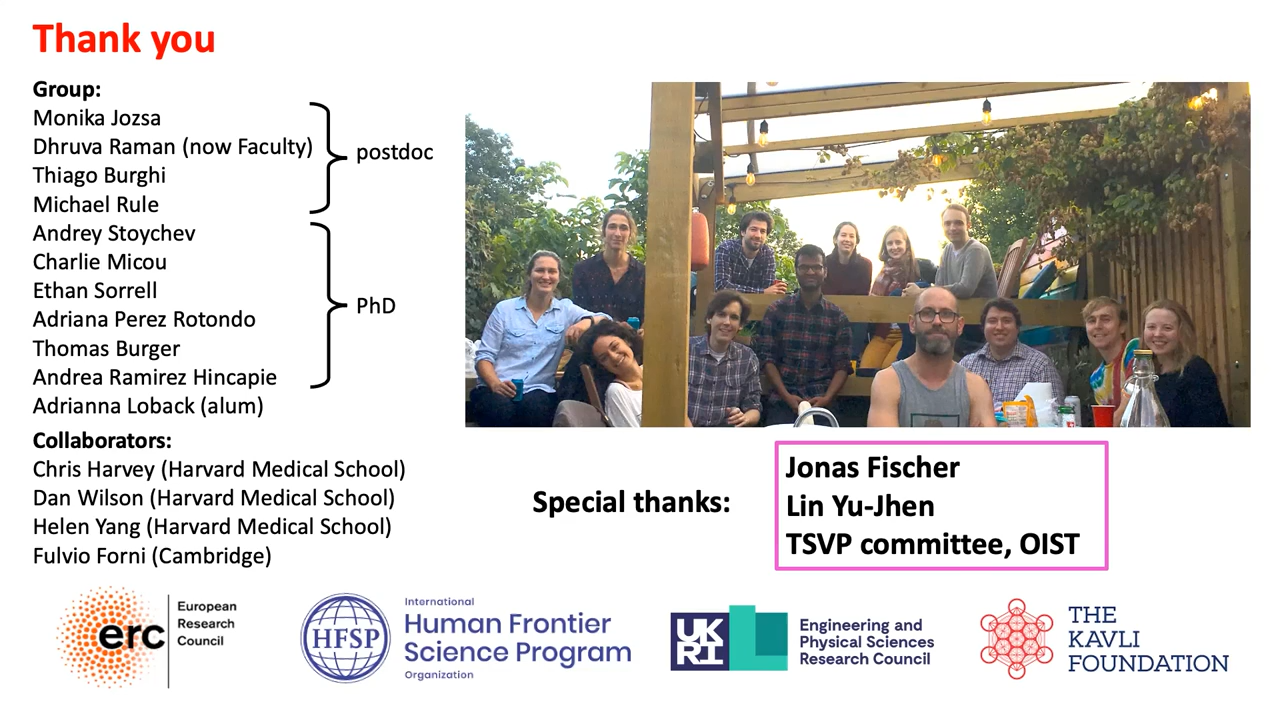 Thank you
Group:
Monika Jozsa
Dhruva Raman (now Faculty)
Thiago Burghi
Michael Rule
postdoc
Andrey Stoychev
Charlie Micou
Ethan Sorrell
Adriana Perez Rotondo
Thomas Burger
Andrea Ramirez Hincapie
PhD
Adrianna Loback (alum)
Collaborators:
Chris Harvey (Harvard Medical School)
Dan Wilson (Harvard Medical School)
Helen Yang (Harvard Medical School)
Fulvio Forni (Cambridge)
Special thanks:
Jonas Fischer
Lin Yu-Jhen
TSVP committee, OIST
erc
European
Research
Council
HFSP
International
Human Frontier
Science Program
Organization
UK
RI
Engineering and
Physical Sciences
Research Council
THE
KAVLI
FOUNDATION